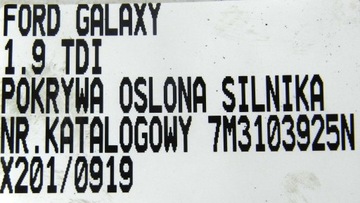 FORD GALAXY
1.9 TDI
POKRYWA OSLONA SILNIKA
NR.KATALOGOWY 7M3103925N
X201/0919